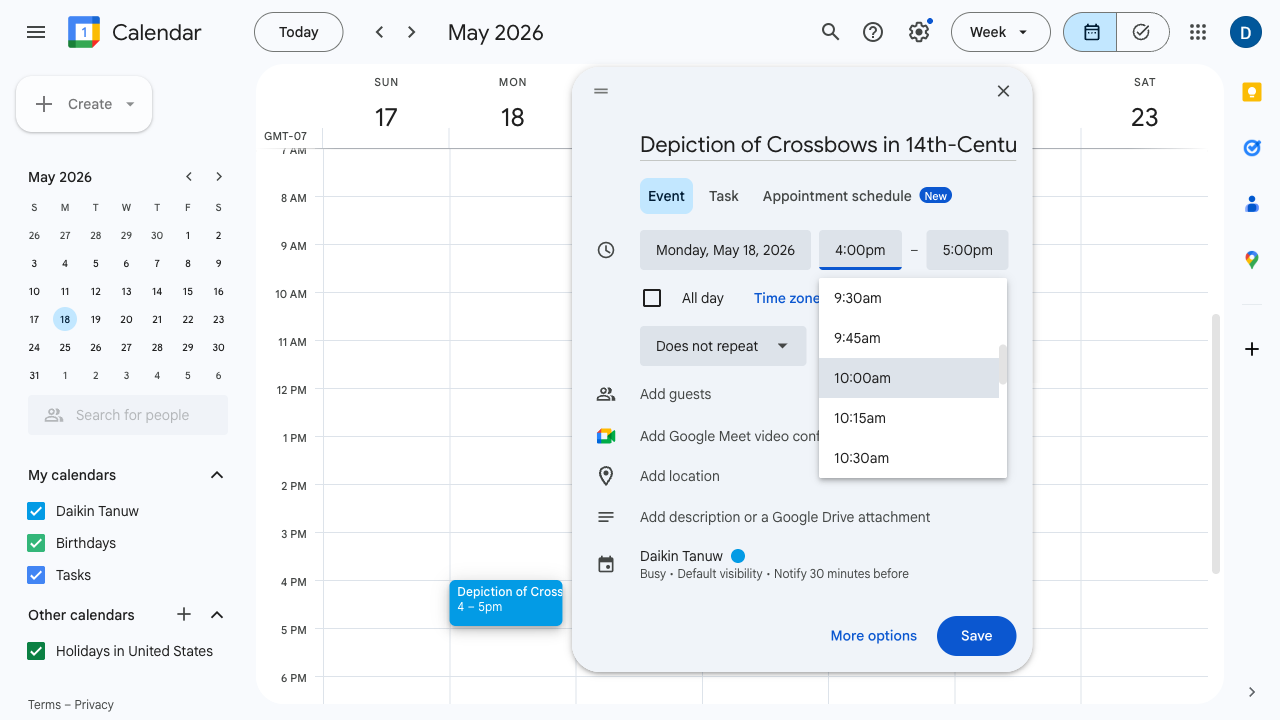 1
Calendar
Today
May 2026
Week
D
Create
May 2026
S M T W T F S
26 27 28 29 30 1 2
3 4 5 6 7 8 9
10 11 12 13 14 15 16
17 18 19 20 21 22 23
24 25 26 27 28 29 30
31 1 2 3 4 5 6
Search for people
My calendars
Daikin Tanuw
Birthdays
Tasks
Other calendars
Holidays in United States
Terms – Privacy
SUN
17
MON
18
SAT
23
GMT-07
7 AM
8 AM
9 AM
10 AM
11 AM
12 PM
1 PM
2 PM
3 PM
4 PM
5 PM
6 PM
Depiction of Cross
4 – 5pm
Depiction of Crossbows in 14th-Centu
Event Task Appointment schedule New
Monday, May 18, 2026 4:00pm – 5:00pm
All day Time zone
Does not repeat
9:30am
9:45am
10:00am
10:15am
10:30am
Add guests
Add Google Meet video conf
Add location
Add description or a Google Drive attachment
Daikin Tanuw
Busy • Default visibility • Notify 30 minutes before
More options Save